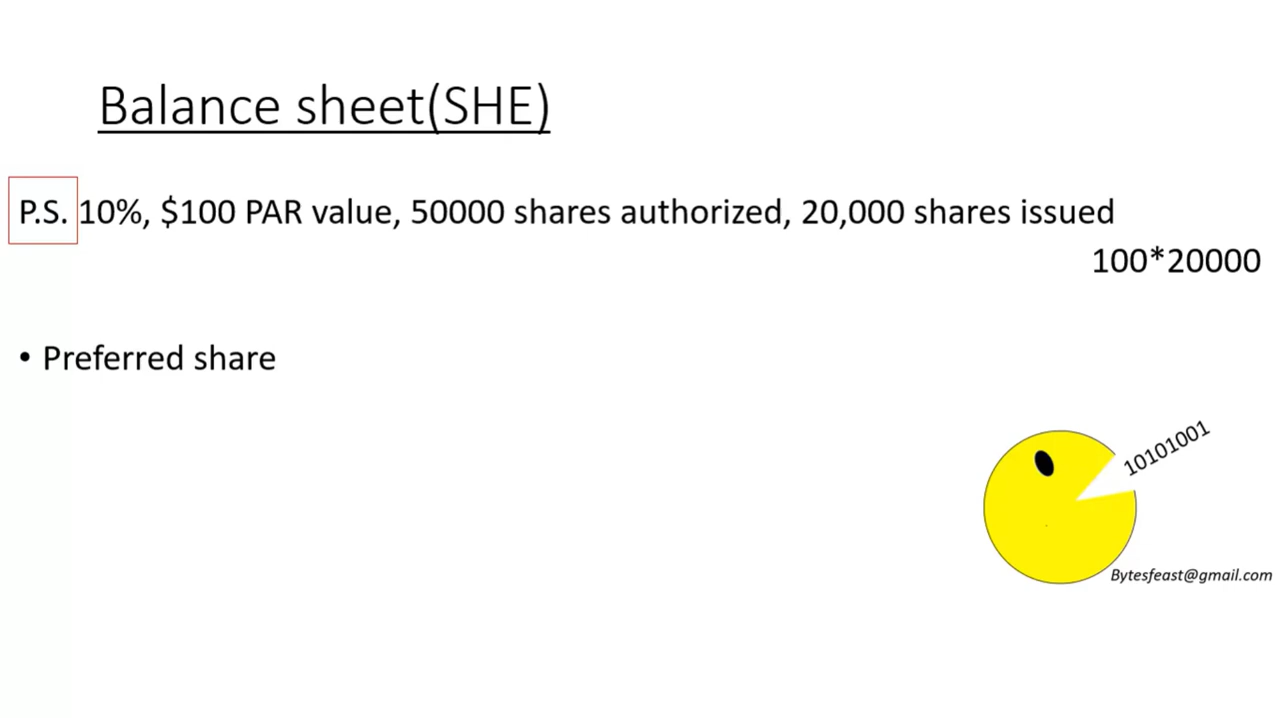 Balance sheet(SHE)
P.S. 10%, $100 PAR value, 50000 shares authorized, 20,000 shares issued
100*20000
• Preferred share
10101001
Bytesfeast@gmail.com